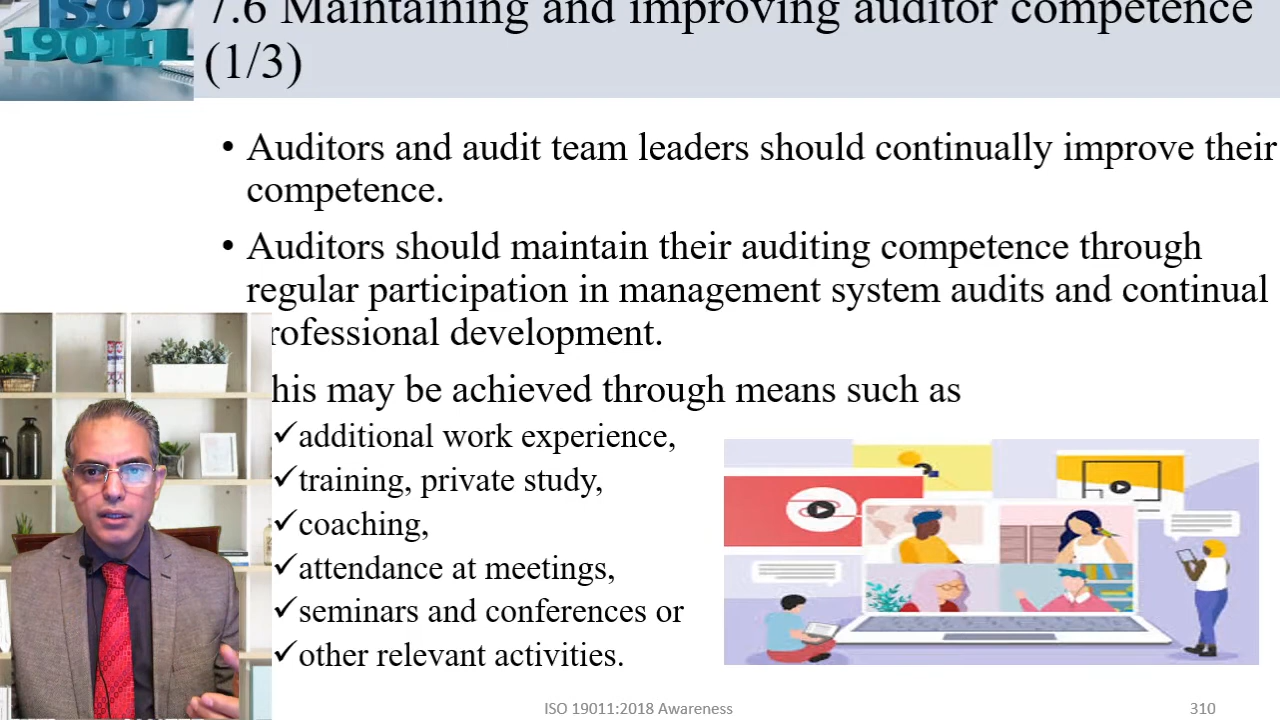 ISO
19011
7.6 Maintaining and improving auditor competence
(1/3)
• Auditors and audit team leaders should continually improve their
competence.
• Auditors should maintain their auditing competence through
regular participation in management system audits and continual
rofessional development.
his may be achieved through means such as
✓additional work experience,
✓training, private study,
✓coaching,
✓attendance at meetings,
✓seminars and conferences or
✓other relevant activities.
ISO 19011:2018 Awareness
310